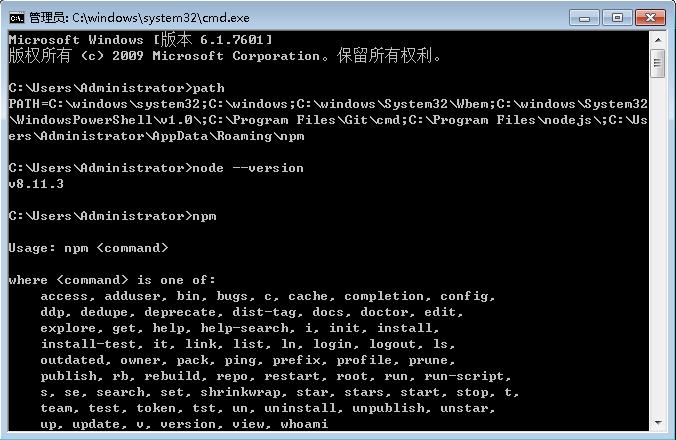 管理员: C:\windows\system32\cmd.exe
Microsoft Windows [版本 6.1.7601]
版权所有 (c) 2009 Microsoft Corporation。保留所有权利。
C:\Users\Administrator>path
PATH=C:\windows\system32;C:\windows;C:\windows\System32\Wbem;C:\windows\System32
\WindowsPowerShell\v1.0\;C:\Program Files\Git\cmd;C:\Program Files\nodejs\;C:\Us
ers\Administrator\AppData\Roaming\npm
C:\Users\Administrator>node --version
v8.11.3
C:\Users\Administrator>npm
Usage: npm <command>
where <command> is one of:
    access, adduser, bin, bugs, c, cache, completion, config,
    ddp, dedupe, deprecate, dist-tag, docs, doctor, edit,
    explore, get, help, help-search, i, init, install,
    install-test, it, link, list, ln, login, logout, ls,
    outdated, owner, pack, ping, prefix, profile, prune,
    publish, rb, rebuild, repo, restart, root, run, run-script,
    s, se, search, set, shrinkwrap, star, stars, start, stop, t,
    team, test, token, tst, un, uninstall, unpublish, unstar,
    up, update, v, version, view, whoami